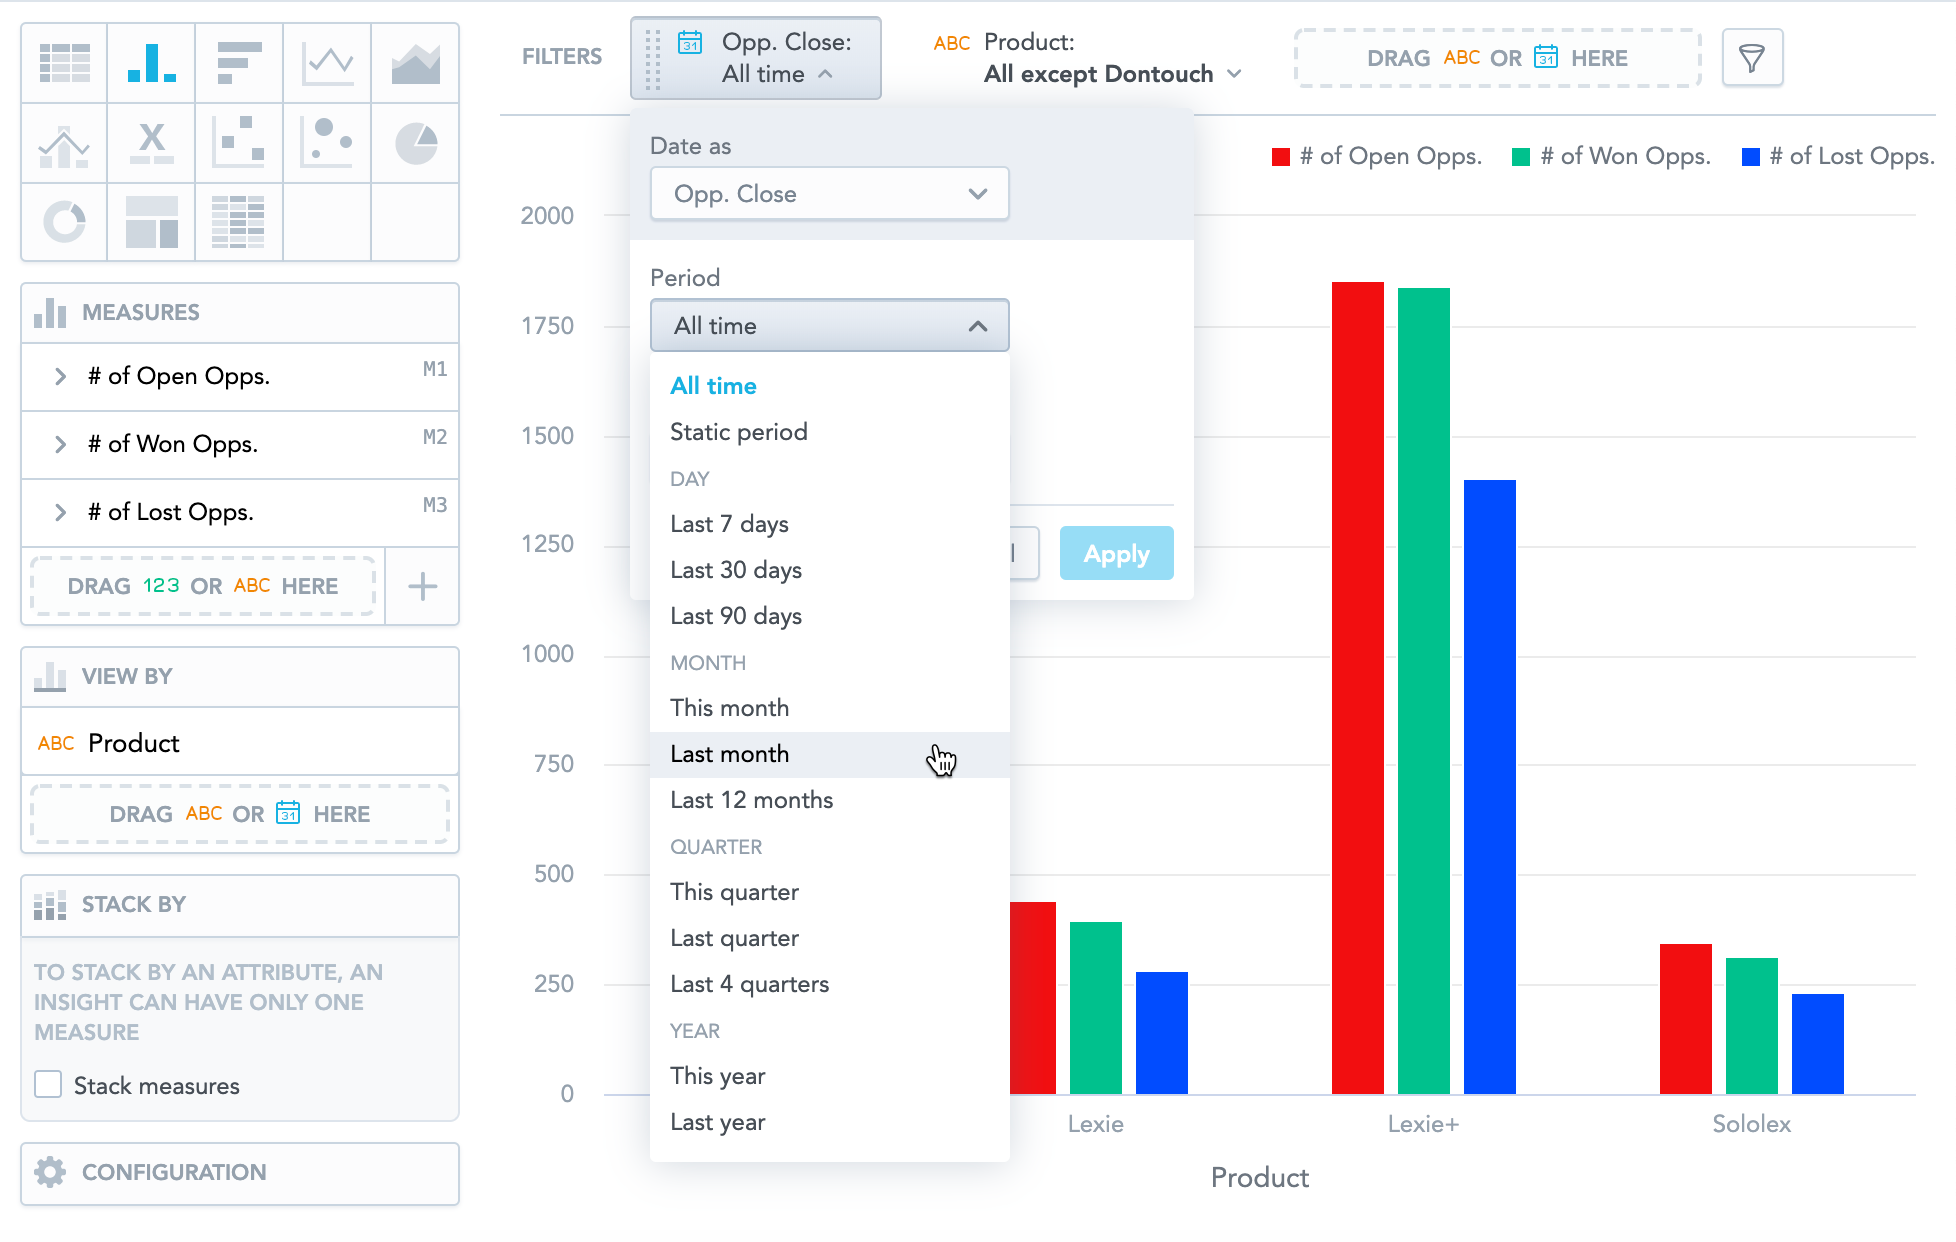 FILTERS
Opp. Close:
All time
ABC Product:
All except Dontouch
DRAG ABC OR 31 HERE
X
MEASURES
# of Open Opps. M1
# of Won Opps. M2
# of Lost Opps. M3
DRAG 123 OR ABC HERE
VIEW BY
ABC Product
DRAG ABC OR 31 HERE
STACK BY
TO STACK BY AN ATTRIBUTE, AN
INSIGHT CAN HAVE ONLY ONE
MEASURE
Stack measures
CONFIGURATION
Date as
Opp. Close
Period
All time
All time
Static period
DAY
Last 7 days
Last 30 days
Last 90 days
MONTH
This month
Last month
Last 12 months
QUARTER
This quarter
Last quarter
Last 4 quarters
YEAR
This year
Last year
Apply
# of Open Opps.
# of Won Opps.
# of Lost Opps.
2000
1750
1500
1250
1000
750
500
250
0
Lexie
Lexie+
Sololex
Product